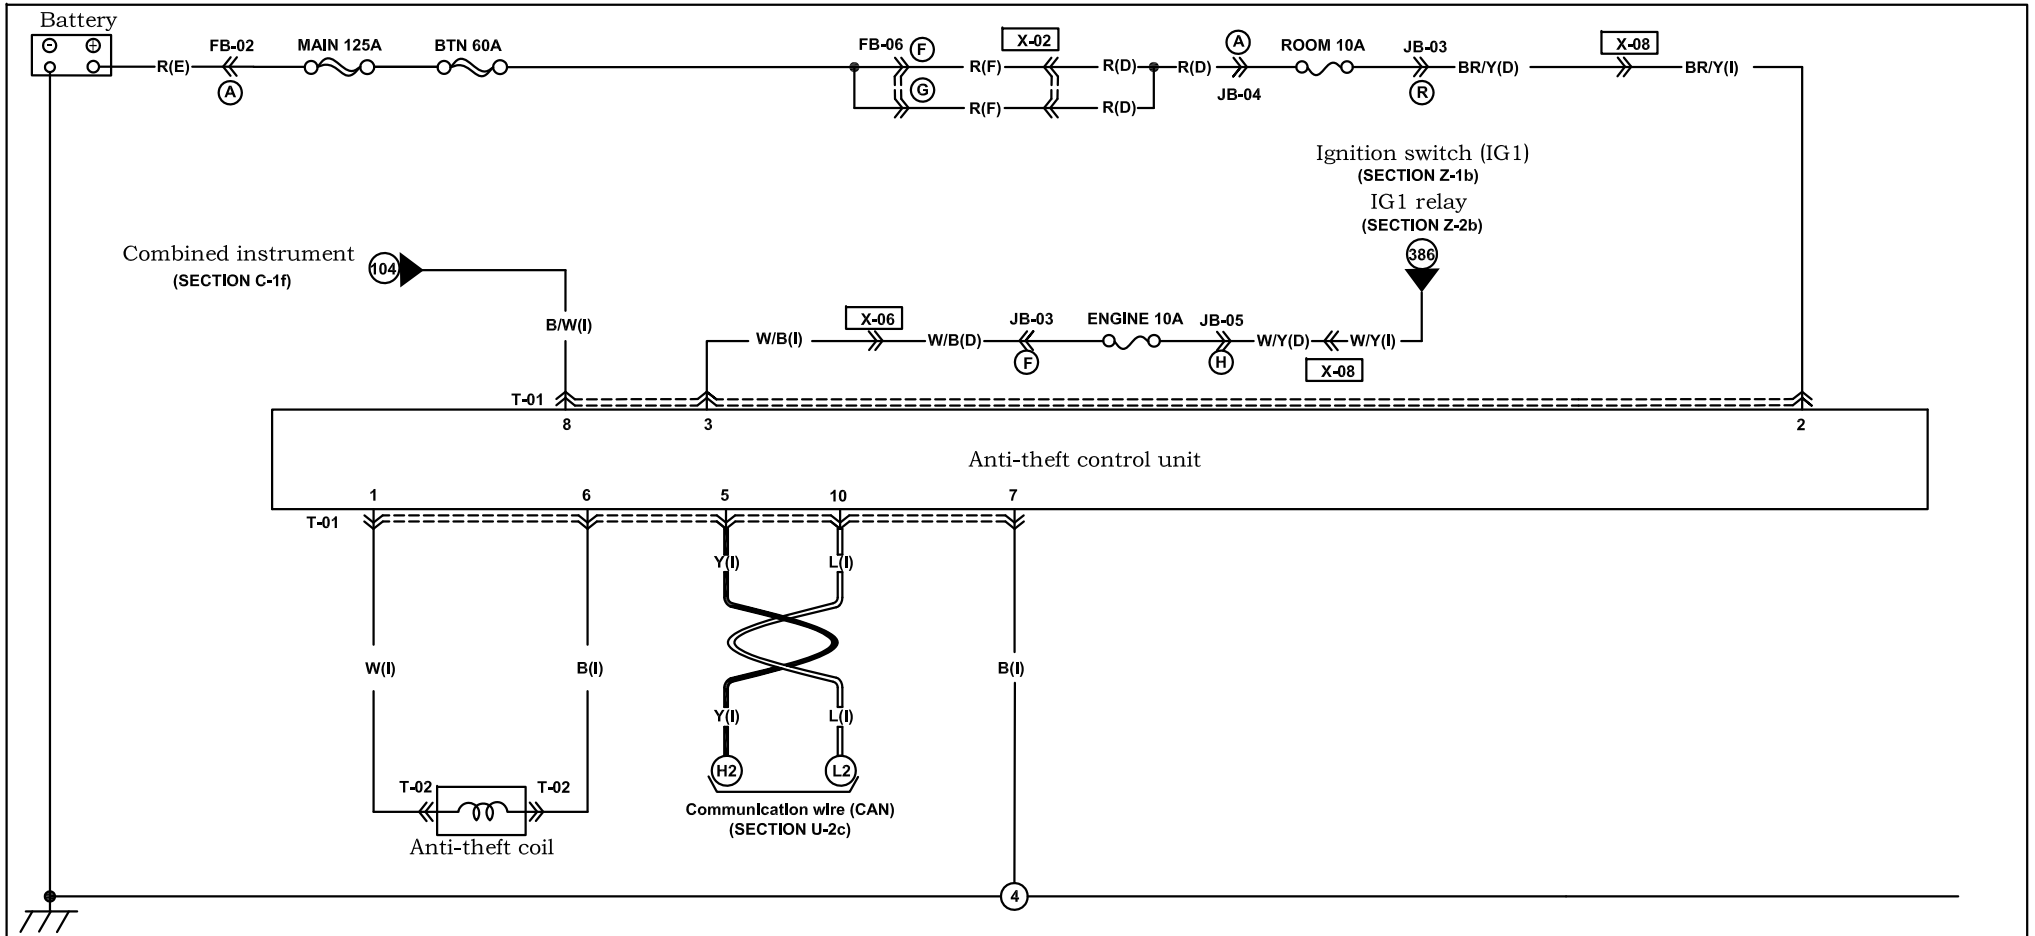 Battery
FB-02
MAIN 125A
BTN 60A
FB-06
F
X-02
A
ROOM 10A
JB-03
X-08
R(E)
R(F)
R(D)
R(D)
BR/Y(D)
BR/Y(I)
A
G
JB-04
R
R(F)
R(D)
Ignition switch (IG1)
(SECTION Z-1b)
IG1 relay
(SECTION Z-2b)
386
Combined instrument
(SECTION C-1f)
104
B/W(I)
X-06
JB-03
ENGINE 10A
JB-05
W/B(I)
W/B(D)
W/Y(D)
W/Y(I)
F
H
X-08
T-01
8
3
2
Anti-theft control unit
1
6
5
10
7
T-01
Y(I)
L(I)
W(I)
B(I)
B(I)
Y(I)
L(I)
H2
L2
T-02
T-02
Communication wire (CAN)
(SECTION U-2c)
Anti-theft coil
4